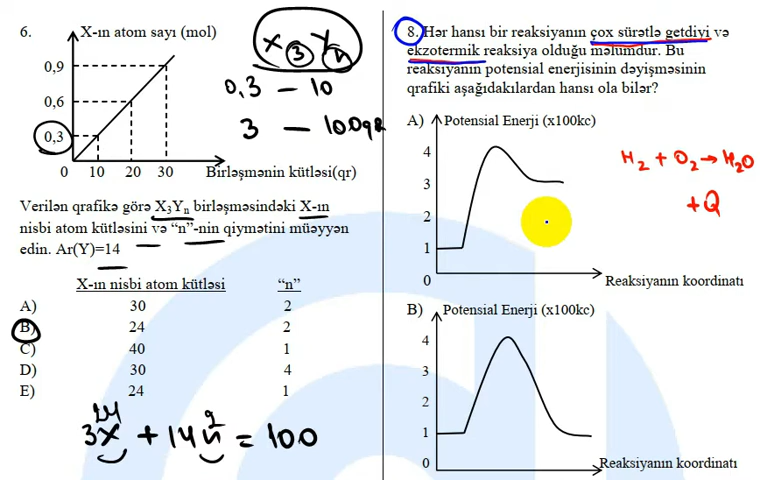 6.
X-ın atom sayı (mol)
0,9
0,6
0,3
0
10
20
30
Birləşmənin kütləsi(qr)
X3Yn
0,3 – 10
3 – 100qr
Verilən qrafikə görə X₃Yₙ birləşməsindəki X-ın
nisbi atom kütləsini və “n”-nin qiymətini müəyyən
edin. Ar(Y)=14
X-ın nisbi atom kütləsi “n”
A) 30 2
B) 24 2
C) 40 1
D) 30 4
E) 24 1
24 2
3x + 14n = 100
8. Hər hansı bir reaksiyanın çox sürətlə getdiyi və
ekzotermik reaksiya olduğu məlumdur. Bu
reaksiyanın potensial enerjisinin dəyişməsinin
qrafiki aşağıdakılardan hansı ola bilər?
A)
Potensial Enerji (x100kc)
4
3
2
1
0
Reaksiyanın koordinatı
H₂ + O₂ → H₂O
+Q
B)
Potensial Enerji (x100kc)
4
3
2
1
0
Reaksiyanın koordinatı